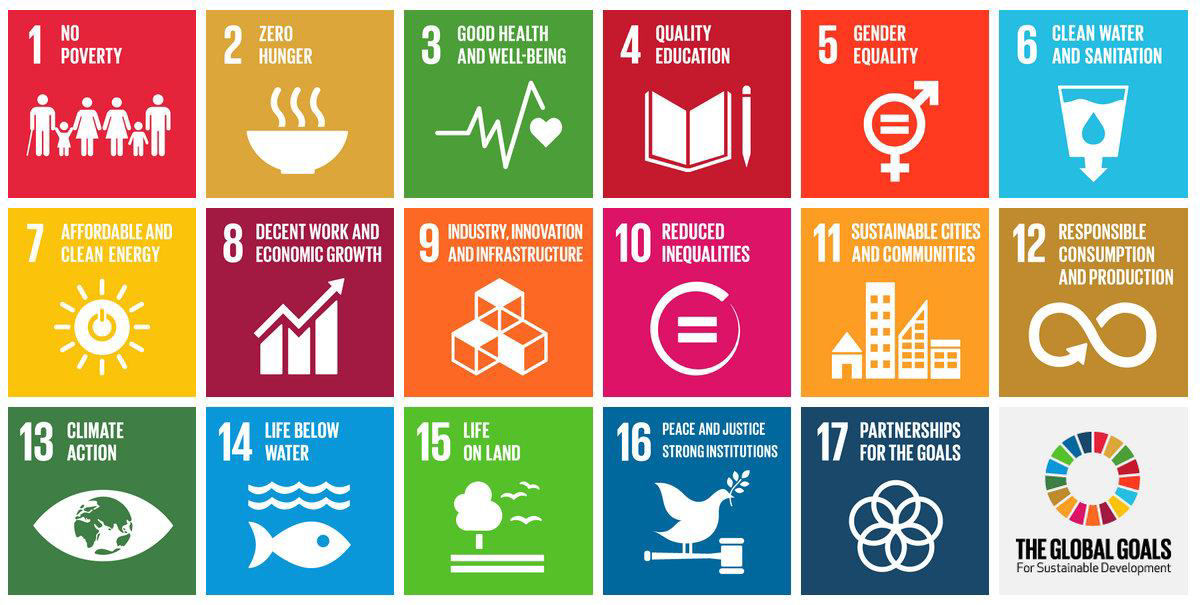 1 NO
POVERTY
2 ZERO
HUNGER
3 GOOD HEALTH
AND WELL-BEING
4 QUALITY
EDUCATION
5 GENDER
EQUALITY
6 CLEAN WATER
AND SANITATION
7 AFFORDABLE AND
CLEAN ENERGY
8 DECENT WORK AND
ECONOMIC GROWTH
9 INDUSTRY, INNOVATION
AND INFRASTRUCTURE
10 REDUCED
INEQUALITIES
11 SUSTAINABLE CITIES
AND COMMUNITIES
12 RESPONSIBLE
CONSUMPTION
AND PRODUCTION
13 CLIMATE
ACTION
14 LIFE BELOW
WATER
15 LIFE
ON LAND
16 PEACE AND JUSTICE
STRONG INSTITUTIONS
17 PARTNERSHIPS
FOR THE GOALS
THE GLOBAL GOALS
For Sustainable Development